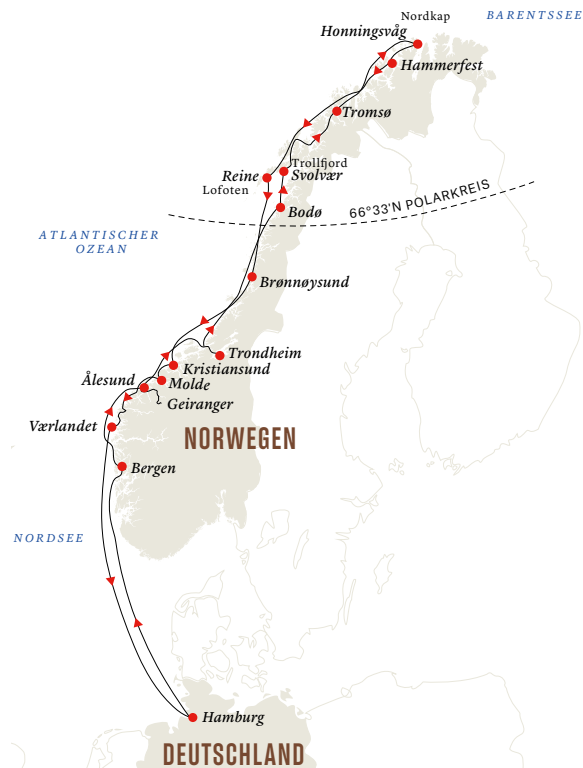 Nordkap
BARENTSSEE
Honningsvåg
Hammerfest
Tromsø
Trollfjord
Reine
Svolvær
Lofoten
66°33'N POLARKREIS
Bodø
ATLANTISCHER
OZEAN
Brønnøysund
Trondheim
Kristiansund
Ålesund
Molde
Geiranger
Værlandet
NORWEGEN
Bergen
NORDSEE
Hamburg
DEUTSCHLAND